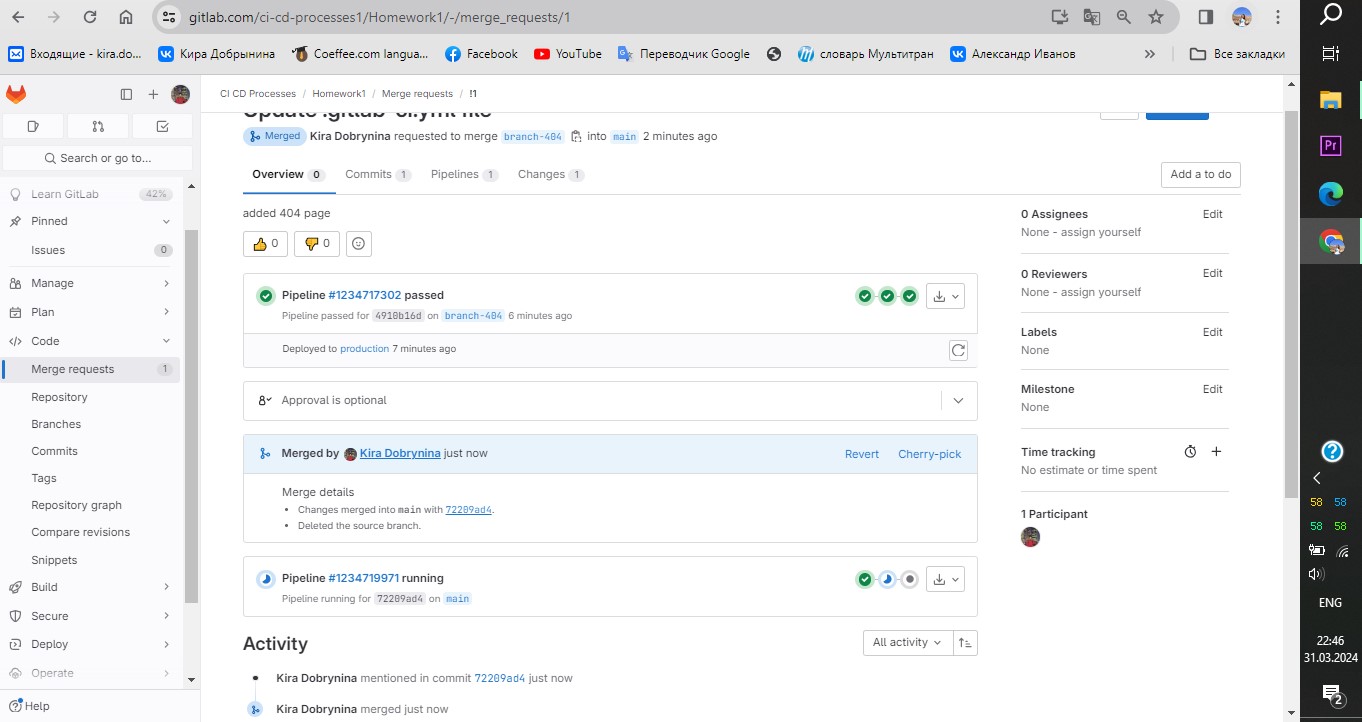 gitlab.com/ci-cd-processes1/Homework1/-/merge_requests/1
Входящие - kira.do...
Кира Добрынина
Coeffee.com langua...
Facebook
YouTube
Переводчик Google
словарь Мультитран
Александр Иванов
»
Все закладки
CI CD Processes / Homework1 / Merge requests / !1
Update .gitlab-ci.yml file
Merged Kira Dobrynina requested to merge branch-404 into main 2 minutes ago
Overview 0 Commits 1 Pipelines 1 Changes 1
Add a to do
Search or go to...
Learn GitLab 42%
Pinned
Issues 0
Manage
Plan
Code
Merge requests 1
Repository
Branches
Commits
Tags
Repository graph
Compare revisions
Snippets
Build
Secure
Deploy
Operate
Help
added 404 page
0 0
Pipeline #1234717302 passed
Pipeline passed for 4910b16d on branch-404 6 minutes ago
Deployed to production 7 minutes ago
Approval is optional
Merged by Kira Dobrynina just now
Revert Cherry-pick
Merge details
• Changes merged into main with 72209ad4.
• Deleted the source branch.
Pipeline #1234719971 running
Pipeline running for 72209ad4 on main
Activity
All activity
Kira Dobrynina mentioned in commit 72209ad4 just now
Kira Dobrynina merged just now
0 Assignees Edit
None - assign yourself
0 Reviewers Edit
None - assign yourself
Labels Edit
None
Milestone Edit
None
Time tracking
No estimate or time spent
1 Participant
Pr
58 58
58 58
ENG
22:46
31.03.2024
2